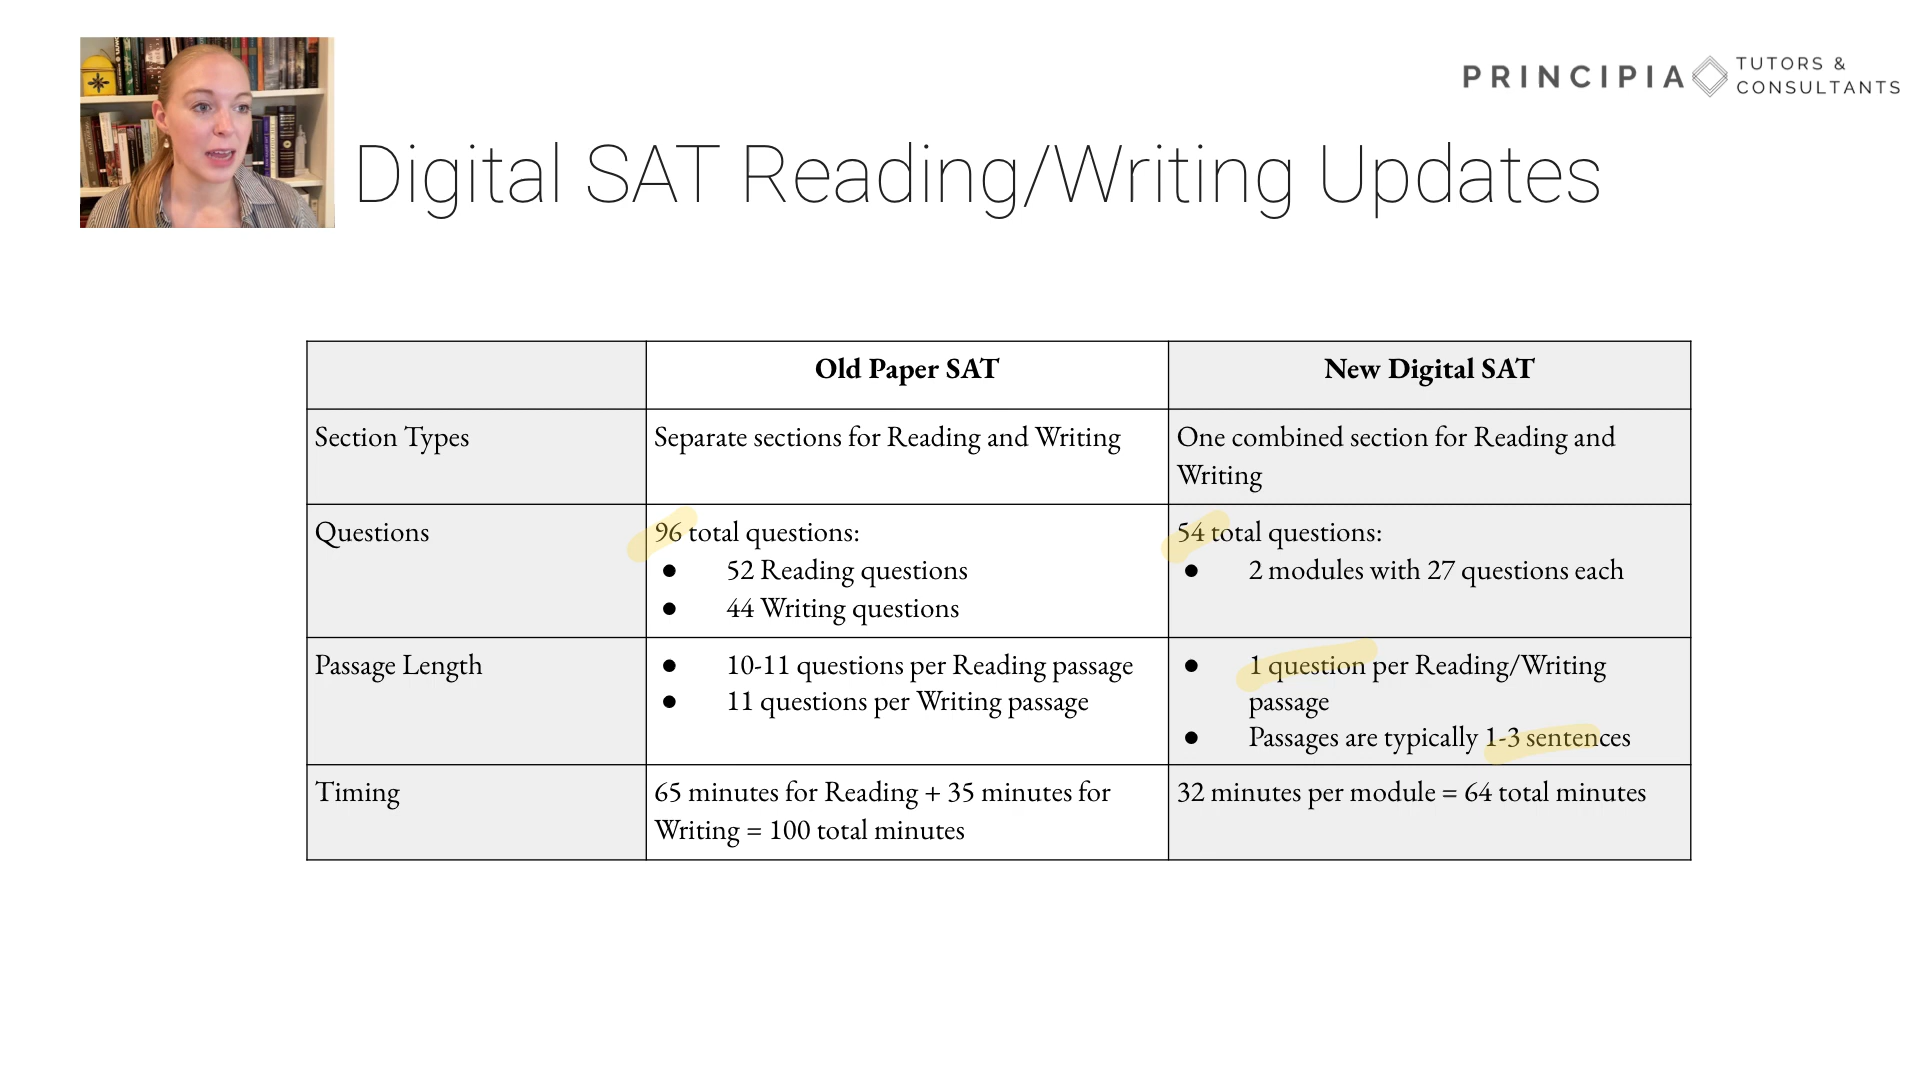 PRINCIPIA TUTORS & CONSULTANTS
Digital SAT Reading/Writing Updates
Old Paper SAT
New Digital SAT
Section Types
Separate sections for Reading and Writing
One combined section for Reading and
Writing
Questions
96 total questions:
● 52 Reading questions
● 44 Writing questions
54 total questions:
● 2 modules with 27 questions each
Passage Length
● 10-11 questions per Reading passage
● 11 questions per Writing passage
● 1 question per Reading/Writing
passage
● Passages are typically 1-3 sentences
Timing
65 minutes for Reading + 35 minutes for
Writing = 100 total minutes
32 minutes per module = 64 total minutes